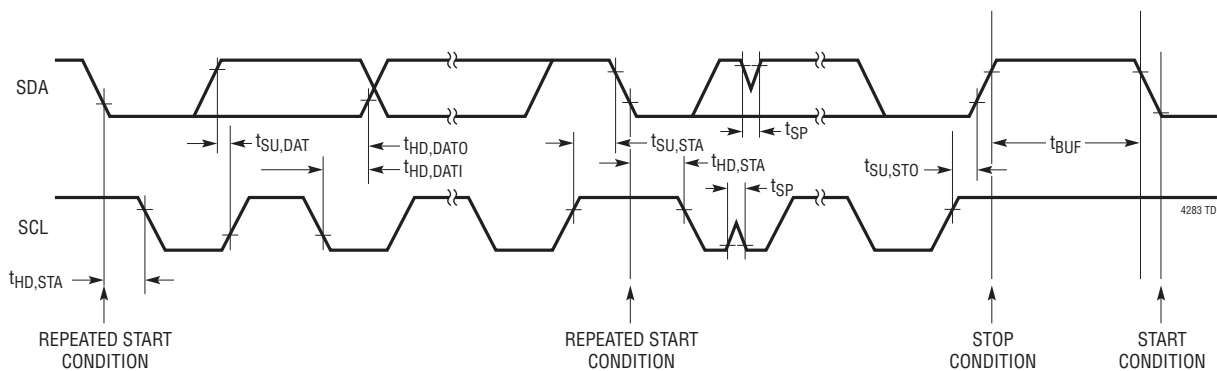 SDA
tSU,DAT
tHD,DATO
tHD,DATI
tSU,STA
tHD,STA
tSP
tSP
tSU,STO
tBUF
4283 TD
SCL
tHD,STA
REPEATED START
CONDITION
REPEATED START
CONDITION
STOP
CONDITION
START
CONDITION